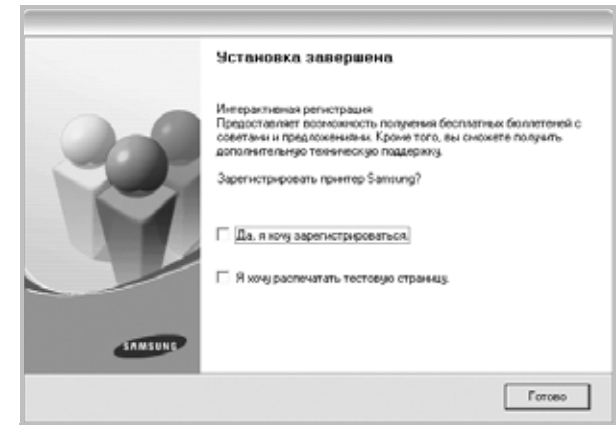 Установка завершена
Интерактивная регистрация
Предоставляет возможность получения бесплатных бюллетеней с
советами и предложениями. Кроме того, вы сможете получить
дополнительную техническую поддержку.
Зарегистрировать принтер Samsung?
Да, я хочу зарегистрироваться.
Я хочу распечатать тестовую страницу.
SAMSUNG
Готово